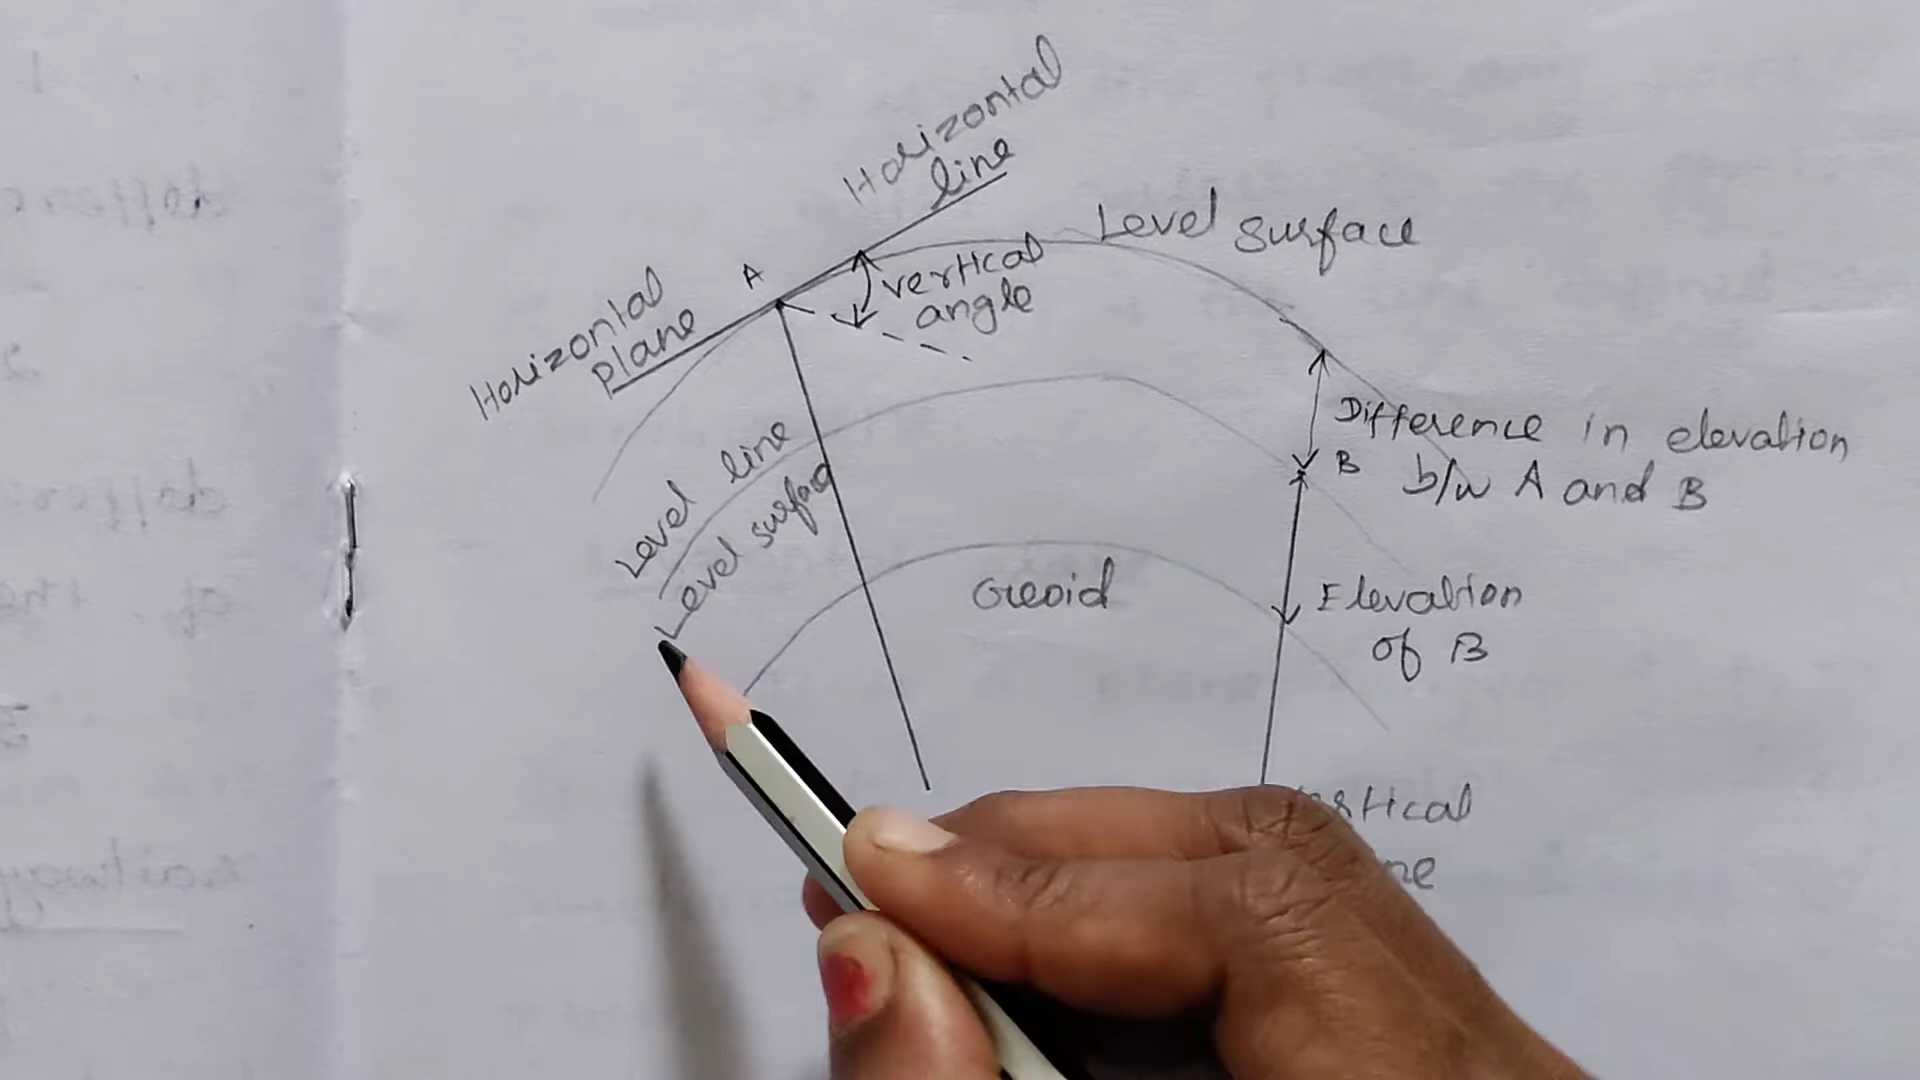 Horizontal
line
Level surface
A
vertical
angle
Horizontal
Plane
Difference in elevation
b/w A and B
B
Level line
Level surface
Geoid
Elevation
of B